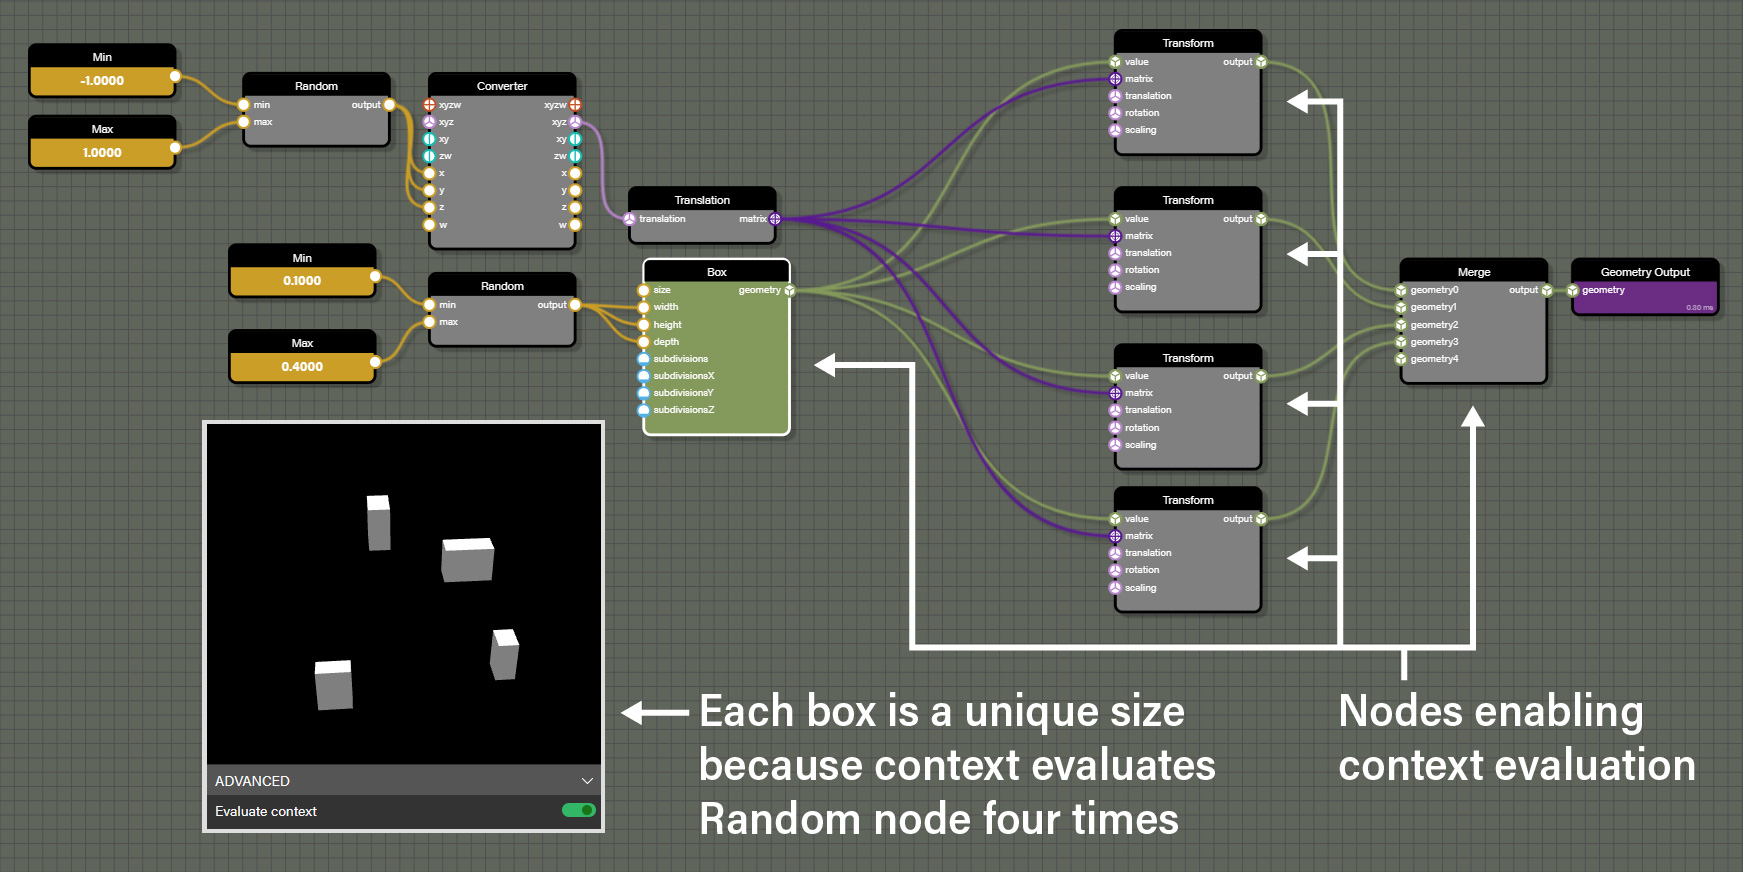 Min
-1.0000
Max
1.0000
Random
min
output
max
Converter
xyzw xyzw
xyz xyz
xy xy
zw zw
x x
y y
z z
w w
Min
0.1000
Max
0.4000
Random
min
output
max
Translation
translation matrix
Box
size geometry
width
height
depth
subdivisions
subdivisionsX
subdivisionsY
subdivisionsZ
Transform
value output
matrix
translation
rotation
scaling
Transform
value output
matrix
translation
rotation
scaling
Transform
value output
matrix
translation
rotation
scaling
Transform
value output
matrix
translation
rotation
scaling
Merge
geometry0 output
geometry1
geometry2
geometry3
geometry4
Geometry Output
geometry
0.30 ms
ADVANCED
Evaluate context
Each box is a unique size
because context evaluates
Random node four times
Nodes enabling
context evaluation